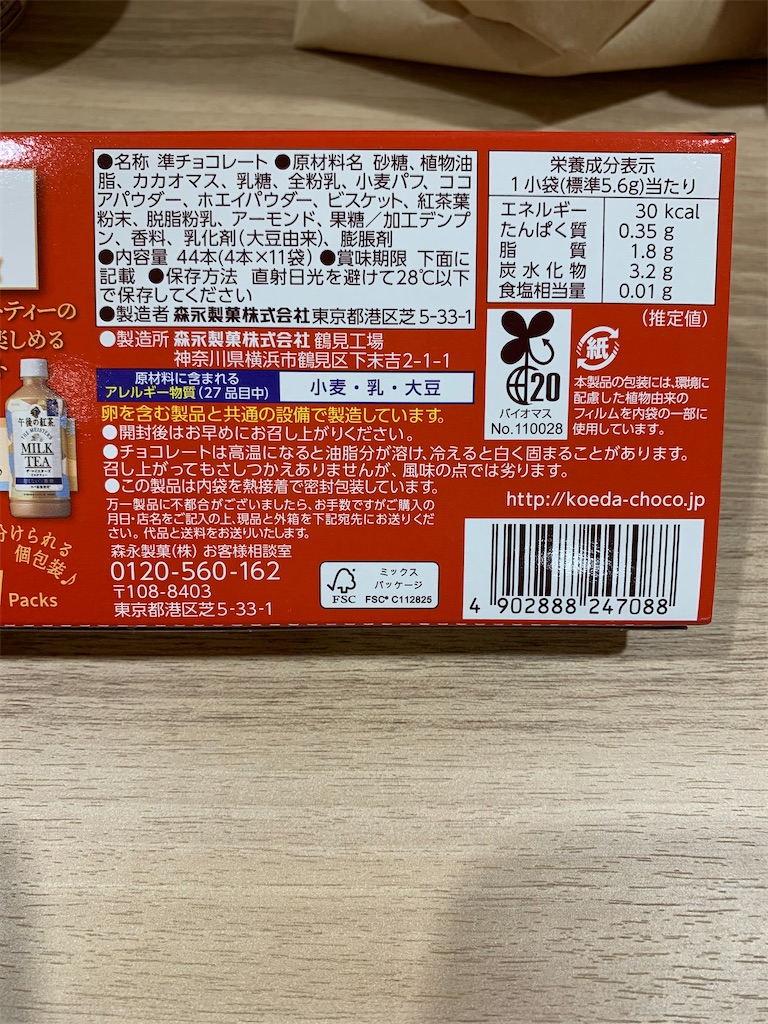 ●名称 準チョコレート ●原材料名 砂糖、植物油
脂、カカオマス、乳糖、全粉乳、小麦パフ、ココ
アパウダー、ホエイパウダー、ビスケット、紅茶葉
粉末、脱脂粉乳、アーモンド、果糖／加工デンプ
ン、香料、乳化剤(大豆由来)、膨脹剤
●内容量 44本(4本×11袋) ●賞味期限 下面に
記載 ●保存方法 直射日光を避けて28℃以下
で保存してください
●製造者 森永製菓株式会社 東京都港区芝5-33-1
●製造所 森永製菓株式会社 鶴見工場
神奈川県横浜市鶴見区下末吉2-1-1
原材料に含まれる
アレルギー物質(27品目中)
小麦・乳・大豆
卵を含む製品と共通の設備で製造しています。
●開封後はお早めにお召し上がりください。
●チョコレートは高温になると油脂分が溶け、冷えると白く固まることがあります。
召し上がってもさしつかえありませんが、風味の点では劣ります。
●この製品は内袋を熱接着で密封包装しています。
万一製品に不都合がございましたら、お手数ですがご購入の
月日・店名をご記入の上、現品と外箱を下記宛先にお送りくだ
さい。代品と送料をお送りいたします。
森永製菓(株) お客様相談室
0120-560-162
〒108-8403
東京都港区芝5-33-1
栄養成分表示
1小袋(標準5.6g)当たり
エネルギー 30 kcal
たんぱく質 0.35 g
脂質 1.8 g
炭水化物 3.2 g
食塩相当量 0.01 g
(推定値)
20
バイオマス
No.110028
紙
本製品の包装には、環境に
配慮した植物由来の
フィルムを内袋の一部に
使用しています。
http://koeda-choco.jp
FSC
ミックス
パッケージ
FSC® C112825
4 902888 247088
ティーの
楽しめる
午後の紅茶
MILK
TEA
分けられる
個包装♪
Packs